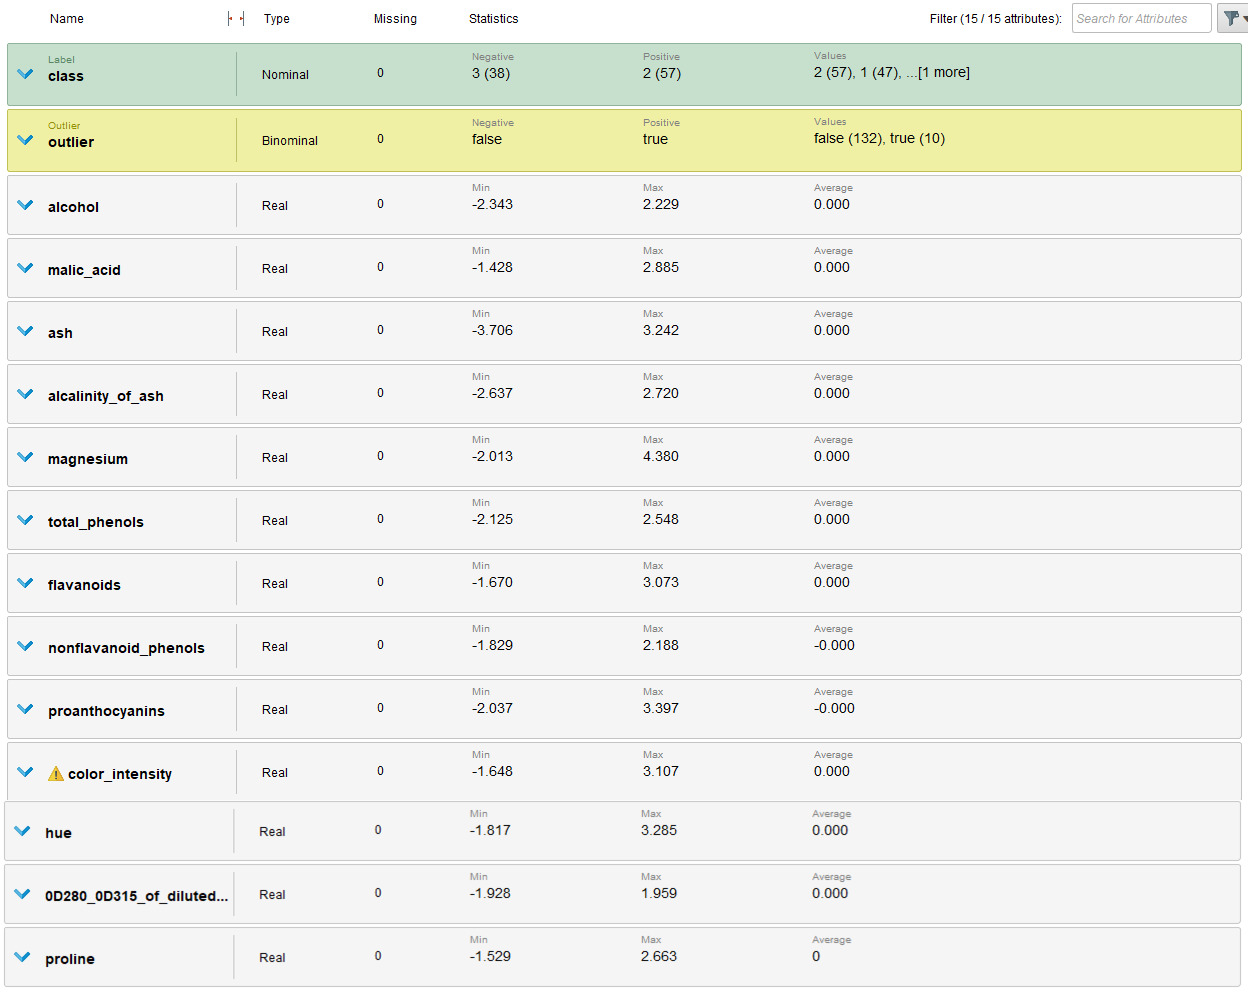 Name Type Missing Statistics Filter (15 / 15 attributes): Search for Attributes
Label Negative Positive Values
class Nominal 0 3 (38) 2 (57) 2 (57), 1 (47), ...[1 more]
Outlier Negative Positive Values
outlier Binominal 0 false true false (132), true (10)
Min Max Average
alcohol Real 0 -2.343 2.229 0.000
Min Max Average
malic_acid Real 0 -1.428 2.885 0.000
Min Max Average
ash Real 0 -3.706 3.242 0.000
Min Max Average
alcalinity_of_ash Real 0 -2.637 2.720 0.000
Min Max Average
magnesium Real 0 -2.013 4.380 0.000
Min Max Average
total_phenols Real 0 -2.125 2.548 0.000
Min Max Average
flavanoids Real 0 -1.670 3.073 0.000
Min Max Average
nonflavanoid_phenols Real 0 -1.829 2.188 -0.000
Min Max Average
proanthocyanins Real 0 -2.037 3.397 -0.000
Min Max Average
color_intensity Real 0 -1.648 3.107 0.000
Min Max Average
hue Real 0 -1.817 3.285 0.000
Min Max Average
0D280_0D315_of_diluted... Real 0 -1.928 1.959 0.000
Min Max Average
proline Real 0 -1.529 2.663 0